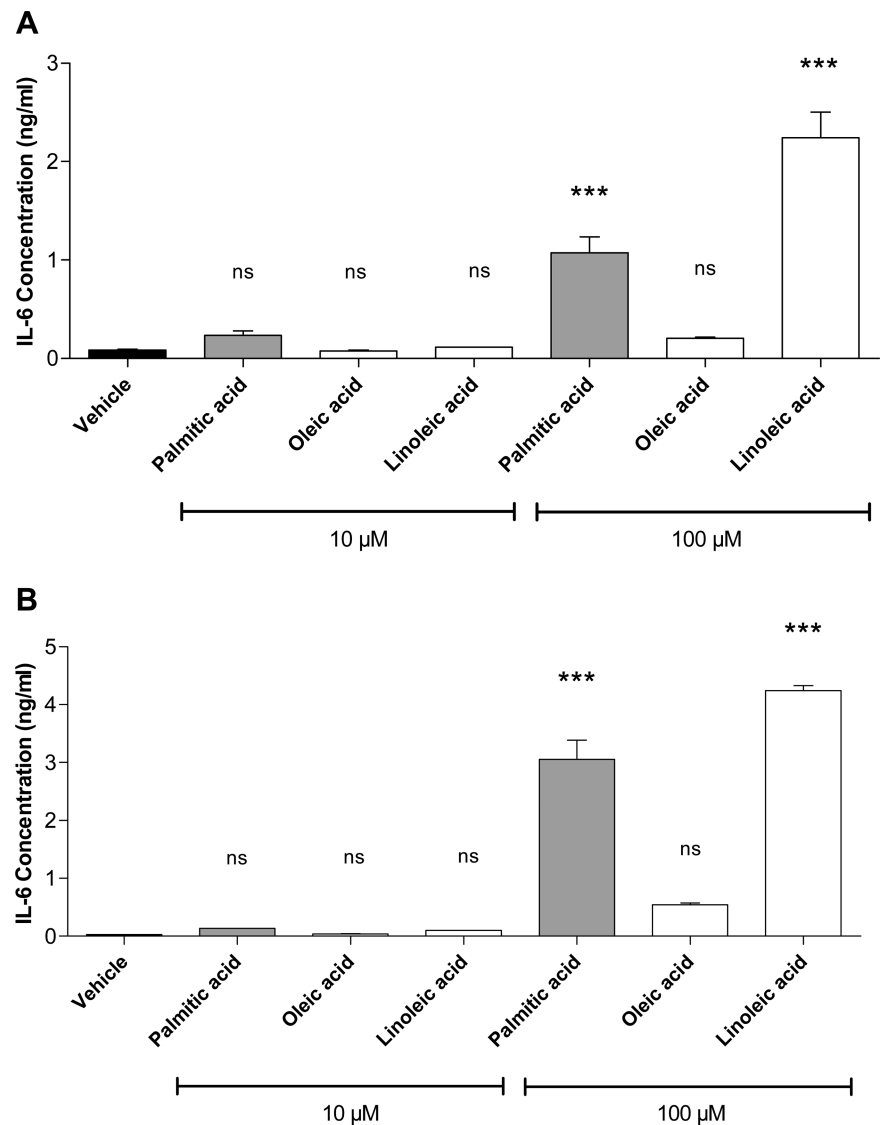 A
IL-6 Concentration (ng/ml)
3
2
1
0
ns
ns
ns
***
ns
***
Vehicle
Palmitic acid
Oleic acid
Linoleic acid
Palmitic acid
Oleic acid
Linoleic acid
10 µM
100 µM
B
IL-6 Concentration (ng/ml)
5
4
3
2
1
0
ns
ns
ns
***
ns
***
Vehicle
Palmitic acid
Oleic acid
Linoleic acid
Palmitic acid
Oleic acid
Linoleic acid
10 µM
100 µM